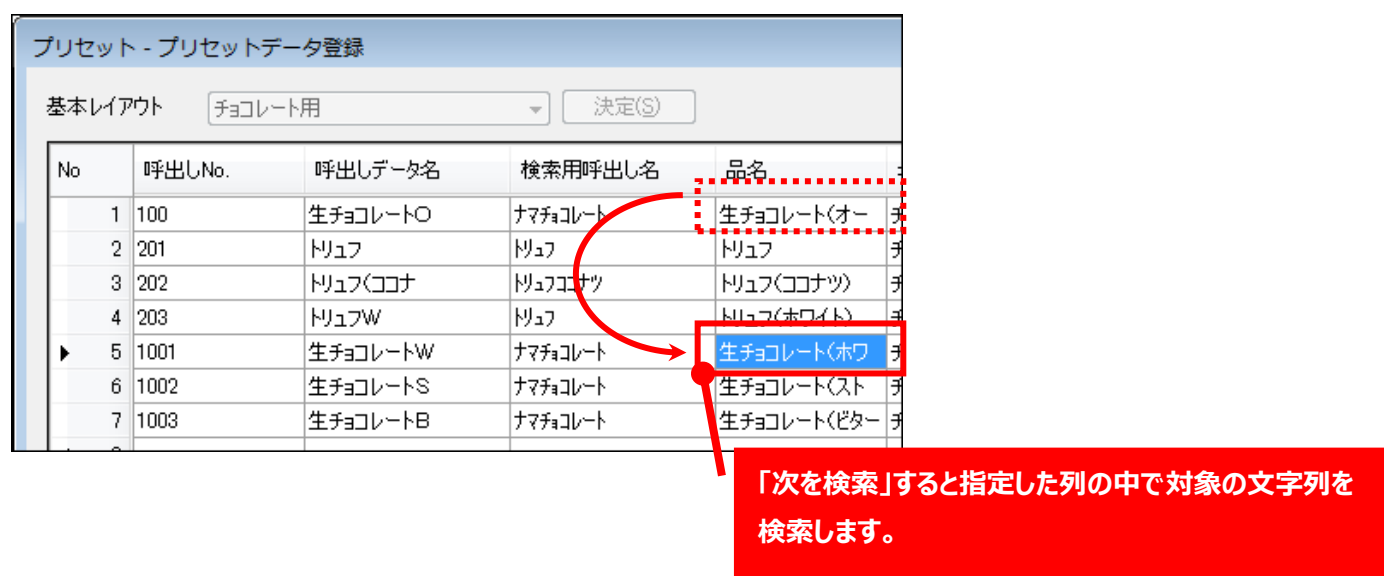 プリセット - プリセットデータ登録
基本レイアウト チョコレート用 決定(S)
No 呼出しNo. 呼出しデータ名 検索用呼出し名 品名
1 100 生チョコレートO ナマチョコレート 生チョコレート(オー チ
2 201 トリュフ トリュフ トリュフ チ
3 202 トリュフ(ココナ トリュフココナツ トリュフ(ココナツ) チ
4 203 トリュフW トリュフ トリュフ(ホワイト) チ
5 1001 生チョコレートW ナマチョコレート 生チョコレート(ホワ チ
6 1002 生チョコレートS ナマチョコレート 生チョコレート(スト チ
7 1003 生チョコレートB ナマチョコレート 生チョコレート(ビター チ
「次を検索」すると指定した列の中で対象の文字列を
検索します。